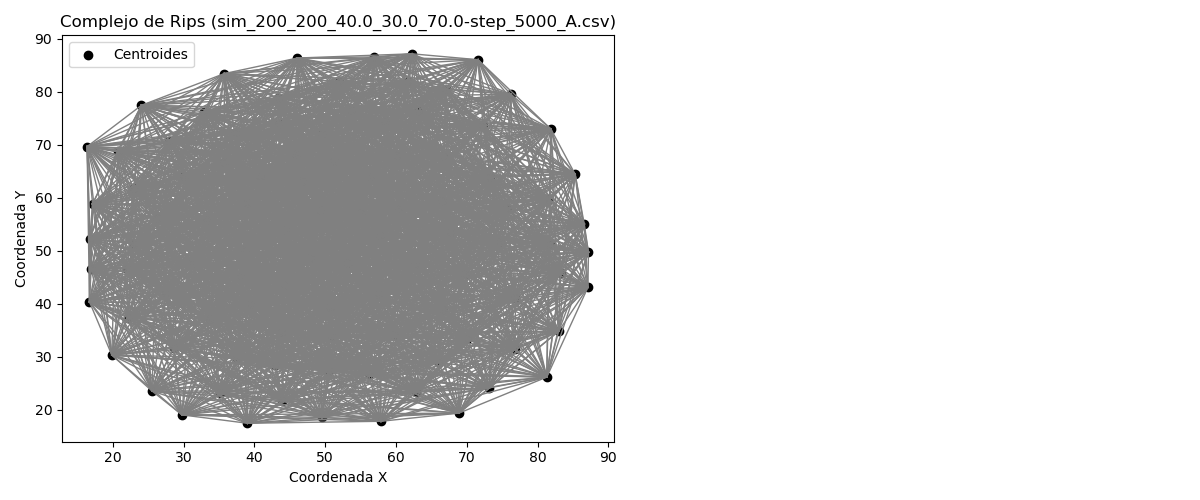 Complejo de Rips (sim_200_200_40.0_30.0_70.0-step_5000_A.csv)
Centroides
90
80
70
60
50
40
30
20
Coordenada Y
20 30 40 50 60 70 80 90
Coordenada X